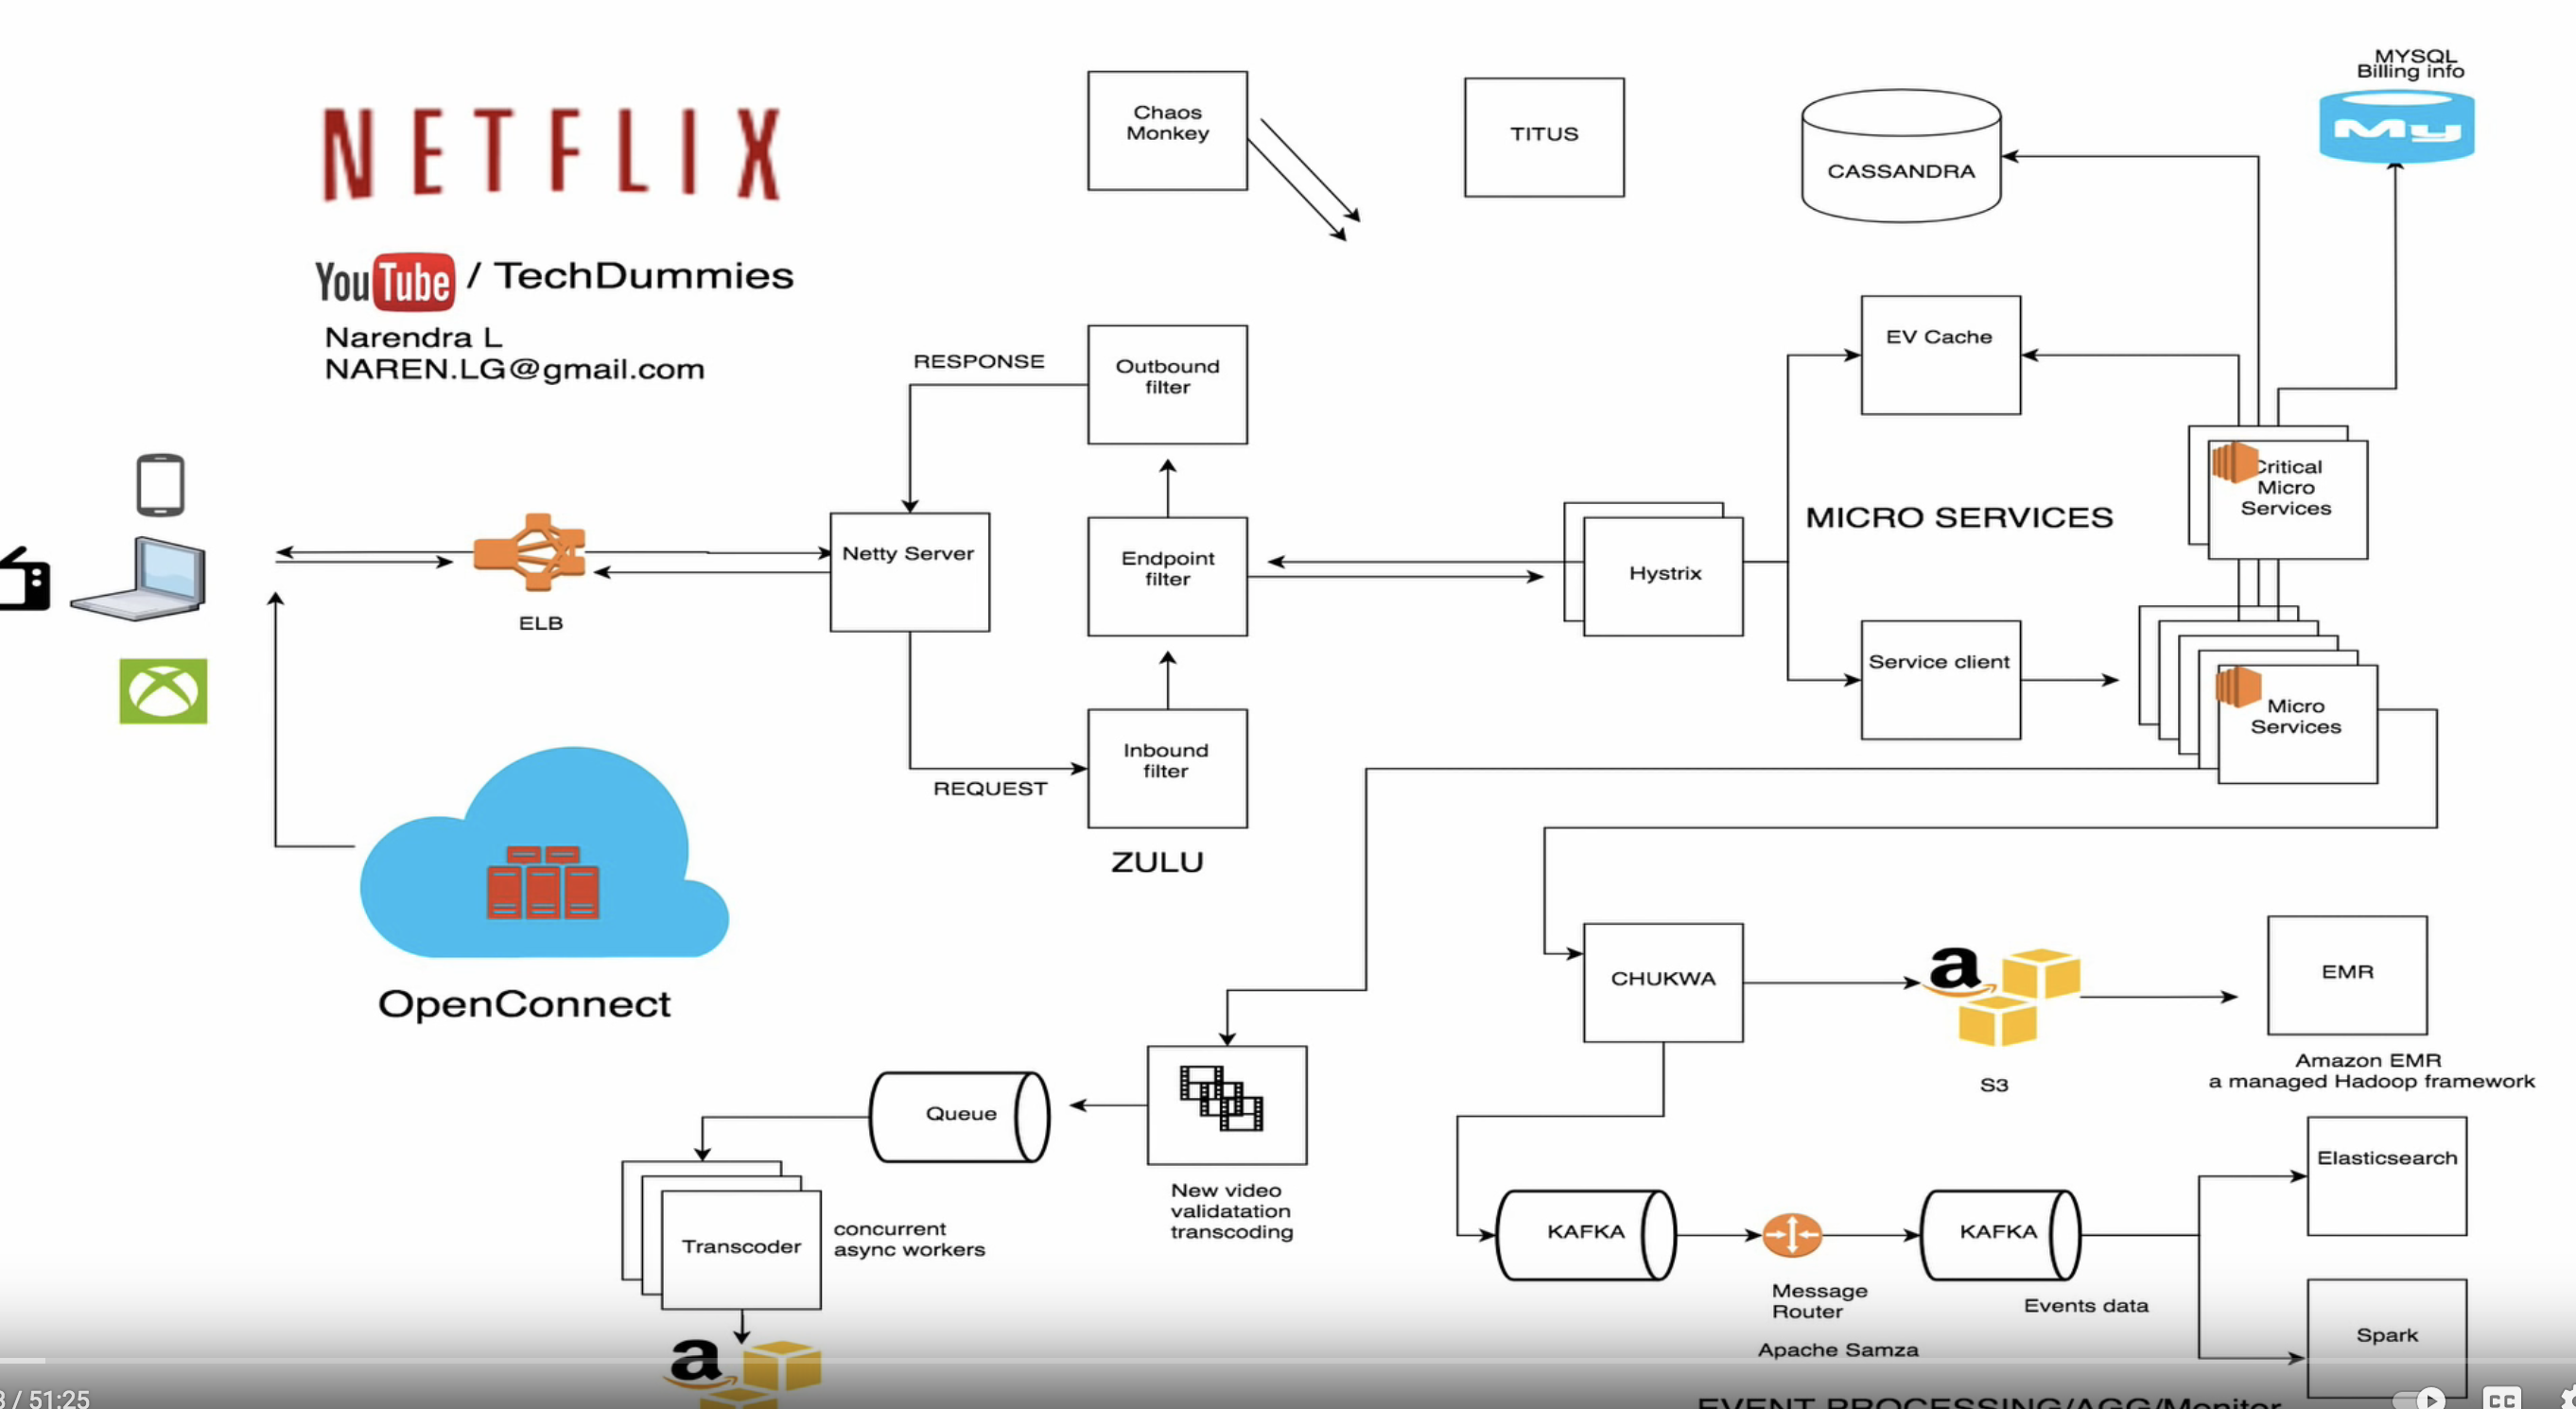 NETFLIX
YouTube / TechDummies
Narendra L
NAREN.LG@gmail.com
Chaos
Monkey
TITUS
CASSANDRA
MYSQL
Billing info
My
RESPONSE
Outbound
filter
EV Cache
Netty Server
Endpoint
filter
Hystrix
MICRO SERVICES
Critical
Micro
Services
ELB
Service client
Micro
Services
Inbound
filter
REQUEST
ZULU
OpenConnect
CHUKWA
a
S3
EMR
Amazon EMR
a managed Hadoop framework
Queue
New video
validatation
transcoding
Transcoder
concurrent
async workers
a
KAFKA
Message
Router
Apache Samza
KAFKA
Events data
Elasticsearch
Spark
EVENT PROCESSING/AGG/Monitor
/ 51:25
CC